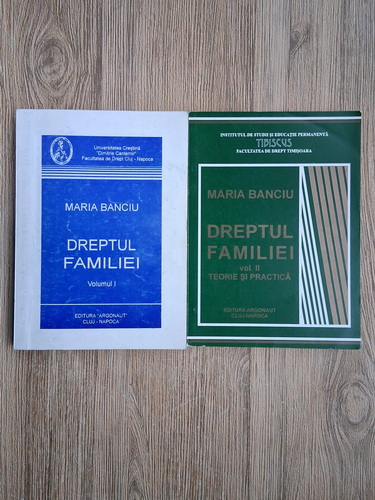 Universitatea Creştină
"Dimitrie Cantemir"
Facultatea de Drept Cluj - Napoca
MARIA BANCIU
DREPTUL
FAMILIEI
Volumul I
EDITURA "ARGONAUT"
CLUJ - NAPOCA
INSTITUTUL DE STUDII ŞI EDUCAŢIE PERMANENTĂ
TIBISCUS
FACULTATEA DE DREPT TIMIŞOARA
MARIA BANCIU
DREPTUL
FAMILIEI
vol. II
TEORIE ŞI PRACTICĂ
EDITURA ARGONAUT
CLUJ-NAPOCA